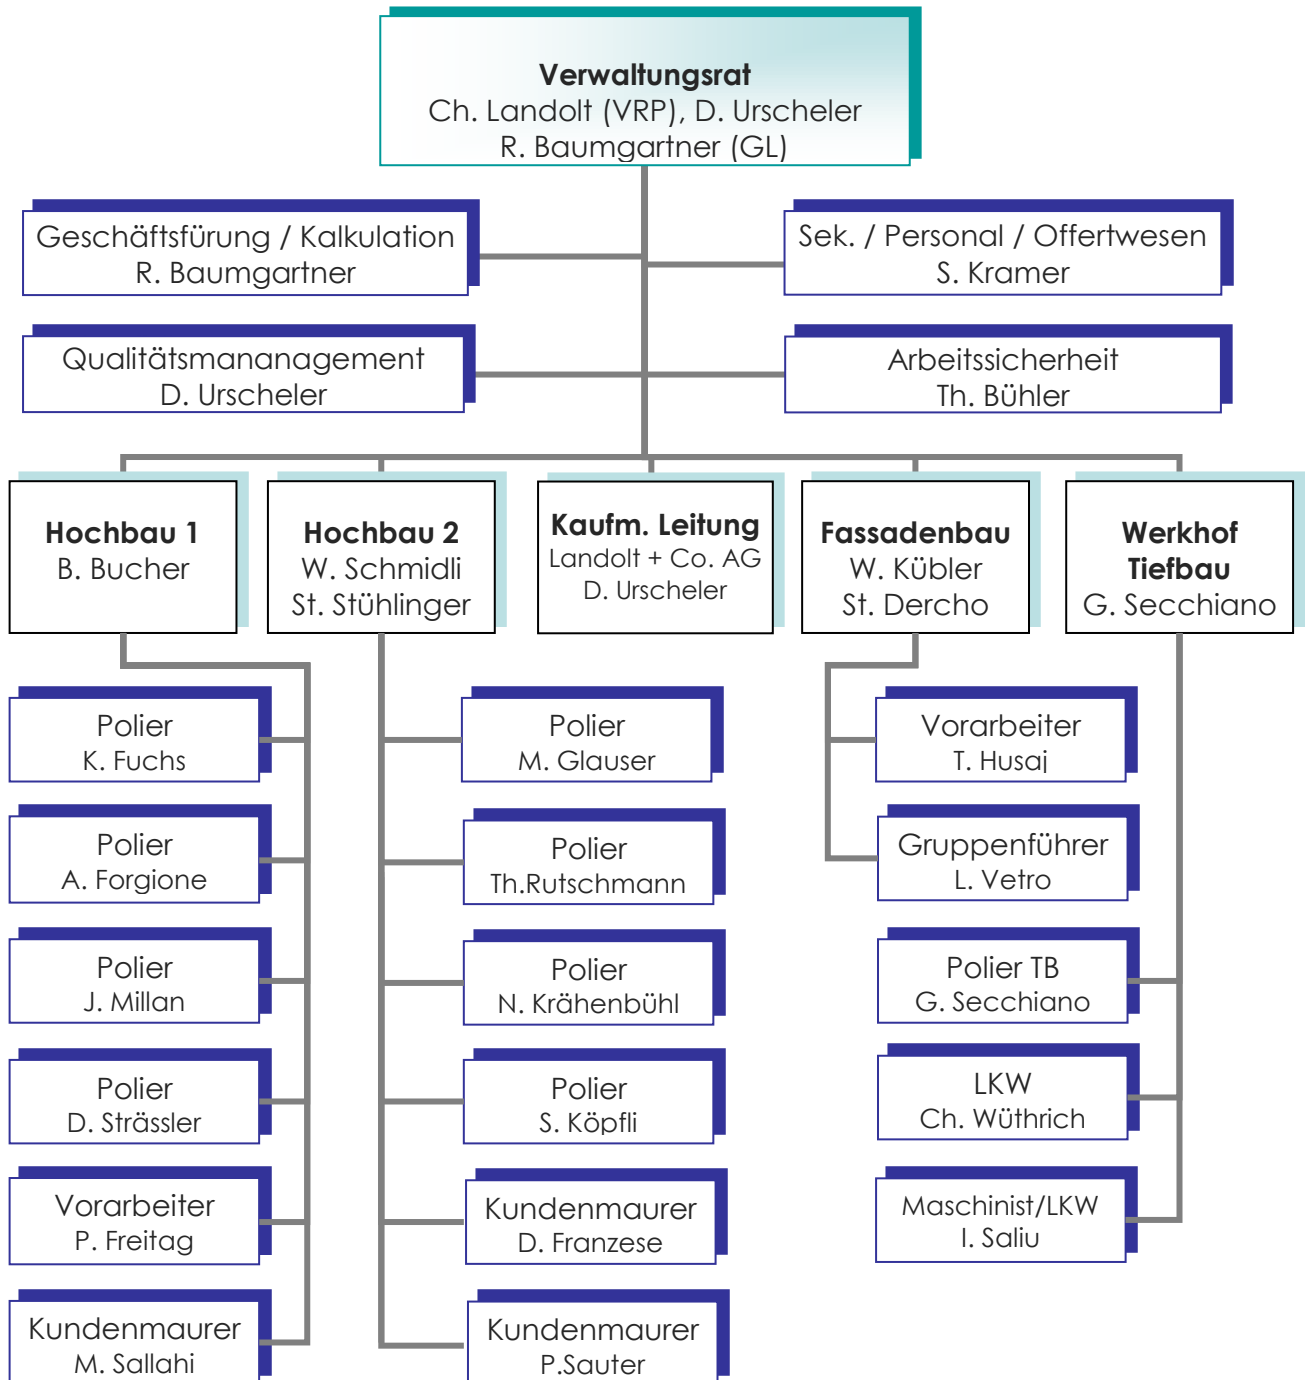 Verwaltungsrat
Ch. Landolt (VRP), D. Urscheler
R. Baumgartner (GL)
Geschäftsfürung / Kalkulation
R. Baumgartner
Sek. / Personal / Offertwesen
S. Kramer
Qualitätsmananagement
D. Urscheler
Arbeitssicherheit
Th. Bühler
Hochbau 1
B. Bucher
Hochbau 2
W. Schmidli
St. Stühlinger
Kaufm. Leitung
Landolt + Co. AG
D. Urscheler
Fassadenbau
W. Kübler
St. Dercho
Werkhof
Tiefbau
G. Secchiano
Polier
K. Fuchs
Polier
A. Forgione
Polier
J. Millan
Polier
D. Strässler
Vorarbeiter
P. Freitag
Kundenmaurer
M. Sallahi
Polier
M. Glauser
Polier
Th.Rutschmann
Polier
N. Krähenbühl
Polier
S. Köpfli
Kundenmaurer
D. Franzese
Kundenmaurer
P.Sauter
Vorarbeiter
T. Husaj
Gruppenführer
L. Vetro
Polier TB
G. Secchiano
LKW
Ch. Wüthrich
Maschinist/LKW
I. Saliu